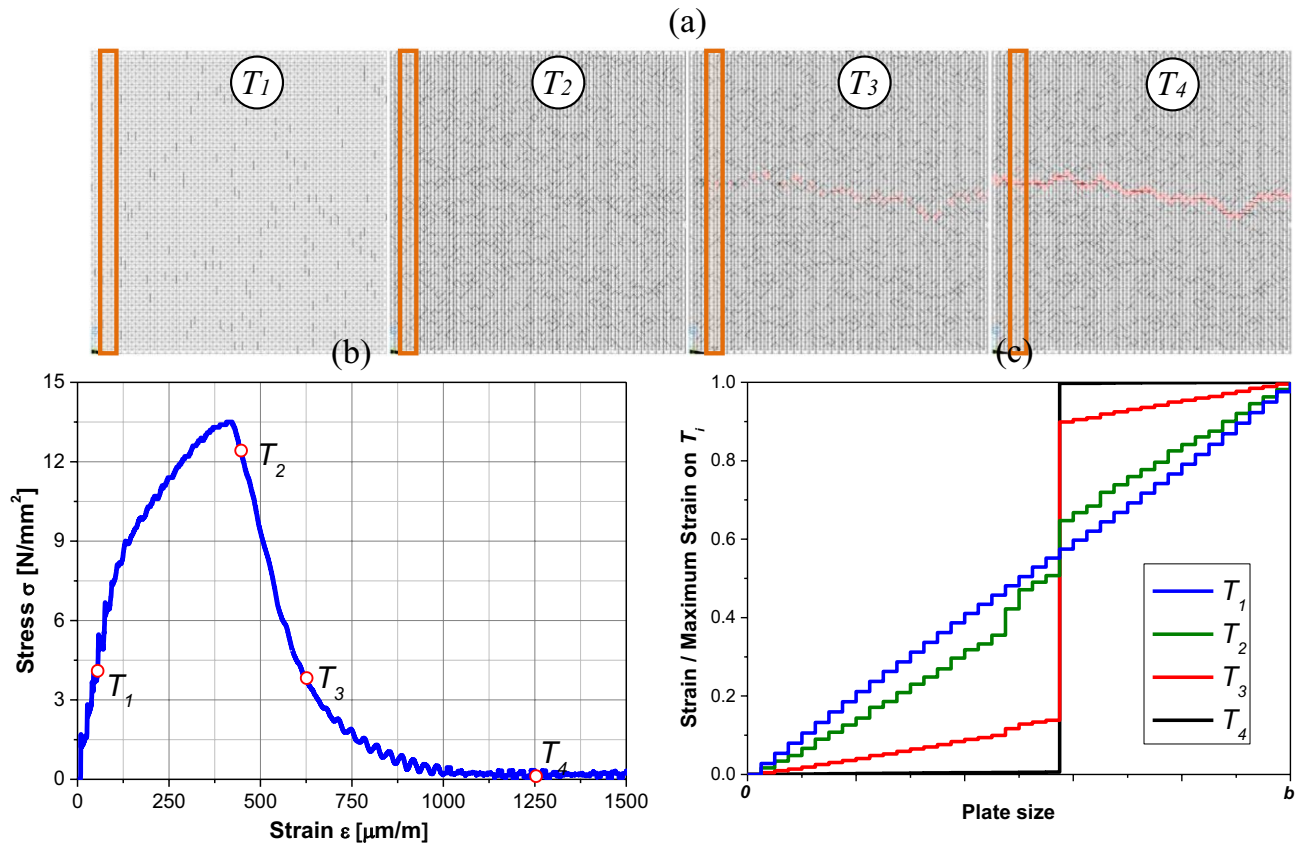 (a)
T1 T2 T3 T4
(b) (c)
15
12
9
6
3
0
Stress σ [N/mm²]
T1
T2
T3
T4
0 250 500 750 1000 1250 1500
Strain ε [µm/m]
1.0
0.8
0.6
0.4
0.2
0.0
Strain / Maximum Strain on Ti
T1
T2
T3
T4
0 b
Plate size